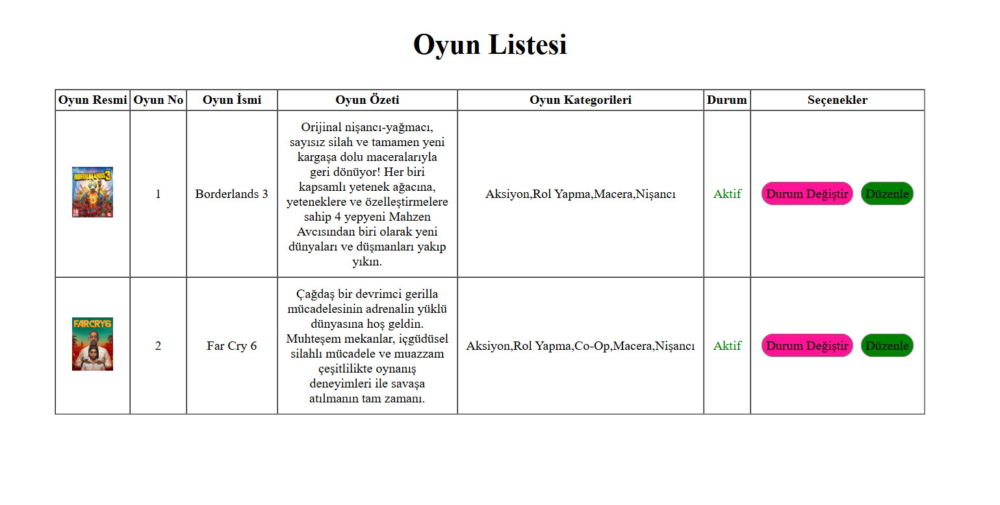 Oyun Listesi
Oyun Resmi Oyun No Oyun İsmi Oyun Özeti Oyun Kategorileri Durum Seçenekler
BORDERLANDS 3
18
1
Borderlands 3
Orijinal nişancı-yağmacı,
sayısız silah ve tamamen yeni
kargaşa dolu maceralarıyla
geri dönüyor! Her biri
kapsamlı yetenek ağacına,
yeteneklere ve özelleştirmelere
sahip 4 yepyeni Mahzen
Avcısından biri olarak yeni
dünyaları ve düşmanları yakıp
yıkın.
Aksiyon,Rol Yapma,Macera,Nişancı
Aktif
Durum Değiştir Düzenle
FARCRY6
2
Far Cry 6
Çağdaş bir devrimci gerilla
mücadelesinin adrenalin yüklü
dünyasına hoş geldin.
Muhteşem mekanlar, içgüdüsel
silahlı mücadele ve muazzam
çeşitlilikte oynanış
deneyimleri ile savaşa
atılmanın tam zamanı.
Aksiyon,Rol Yapma,Co-Op,Macera,Nişancı
Aktif
Durum Değiştir Düzenle